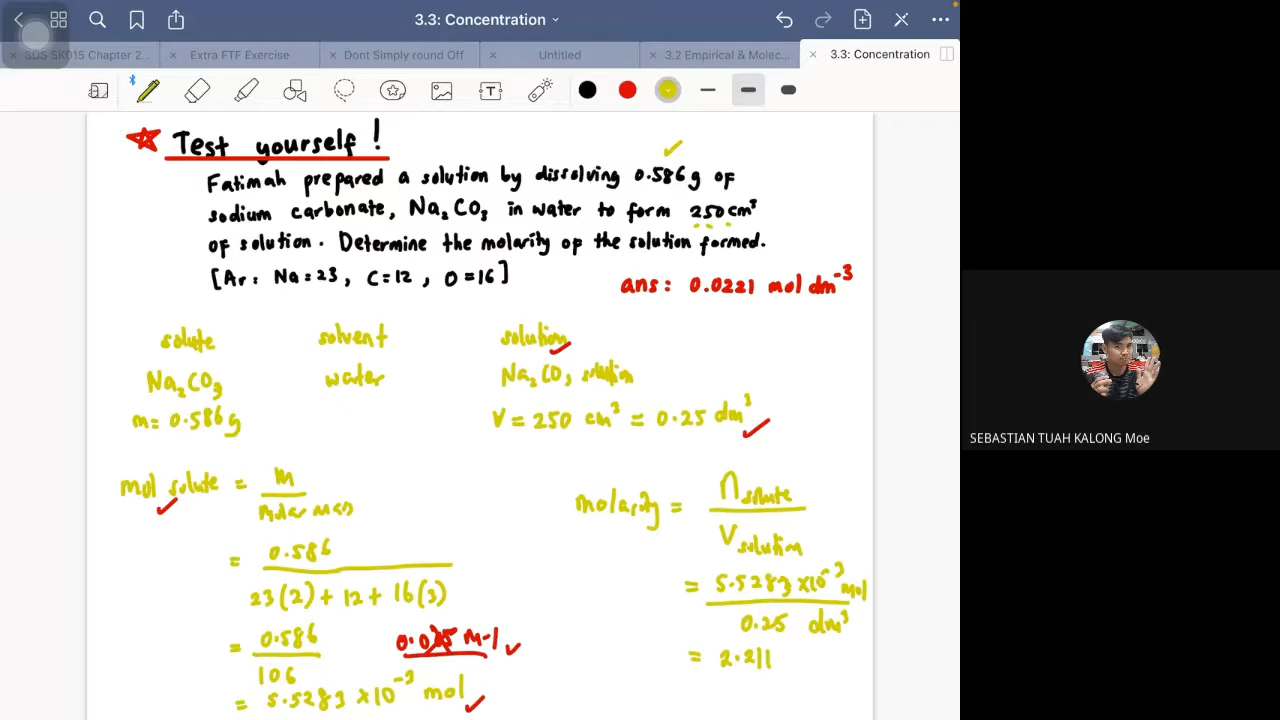 3.3: Concentration
SDS SK015 Chapter 2...
Extra FTF Exercise
Dont Simply round Off
Untitled
3.2 Empirical & Molec...
3.3: Concentration
Test yourself!
Fatimah prepared a solution by dissolving 0.586g of
sodium carbonate, Na₂CO₃ in water to form 250cm³
of solution. Determine the molarity of the solution formed.
[Ar: Na=23, C=12, O=16]
ans: 0.0221 mol dm⁻³
solute solvent solution
Na₂CO₃ water Na₂CO₃ solution
m=0.586g V = 250 cm³ = 0.25 dm³
mol solute = m
molar mass
= 0.586
23(2)+12+16(3)
= 0.586
106
= 5.5283 ×10⁻³ mol
M-1
molarity = n solute
V solution
= 5.5283 ×10⁻³ mol
0.25 dm³
= 2.211
SEBASTIAN TUAH KALONG Moe